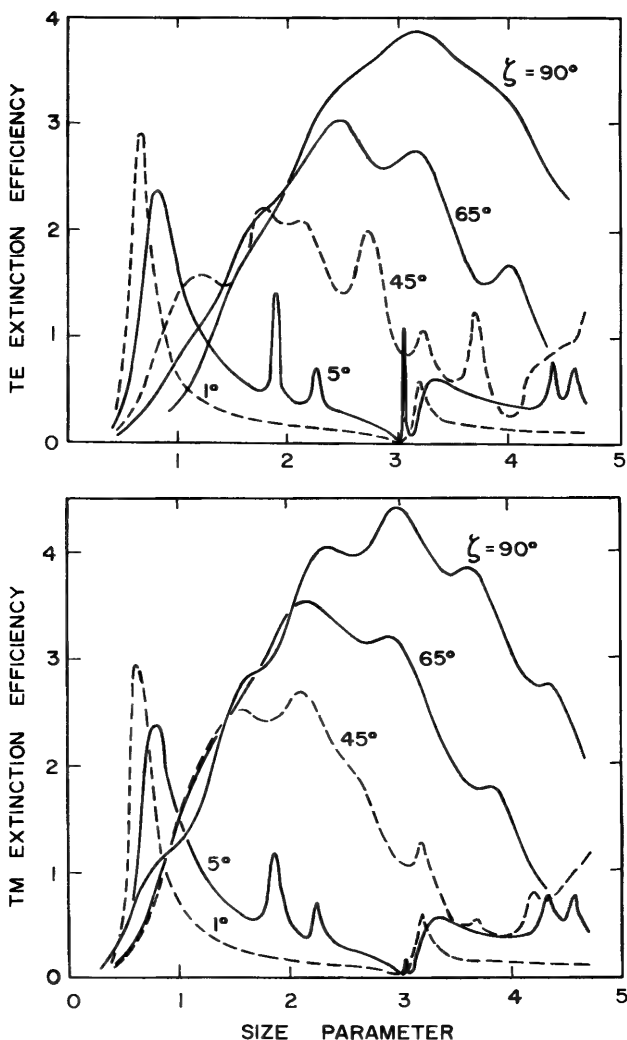 TE EXTINCTION EFFICIENCY
4
3
2
1
0
ζ = 90°
65°
45°
5°
1°
1 2 3 4 5
TM EXTINCTION EFFICIENCY
4
3
2
1
0
ζ = 90°
65°
45°
5°
1°
0 1 2 3 4 5
SIZE PARAMETER